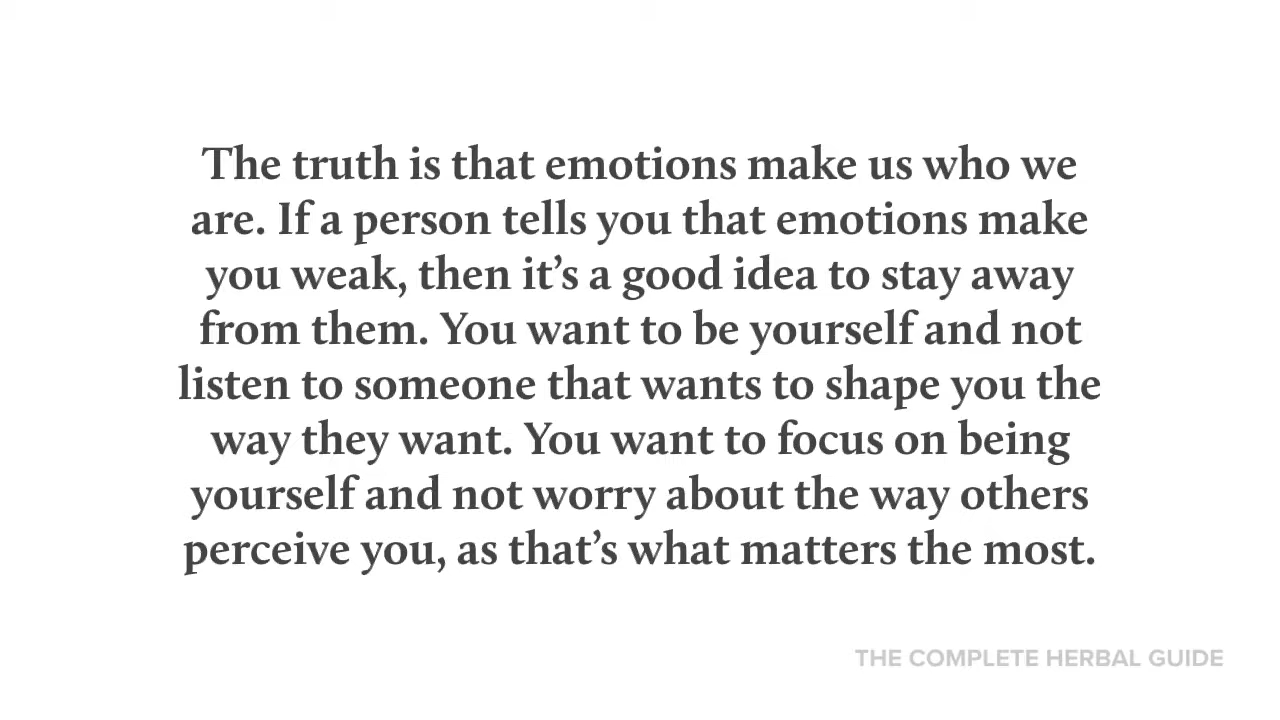 The truth is that emotions make us who we
are. If a person tells you that emotions make
you weak, then it’s a good idea to stay away
from them. You want to be yourself and not
listen to someone that wants to shape you the
way they want. You want to focus on being
yourself and not worry about the way others
perceive you, as that’s what matters the most.
THE COMPLETE HERBAL GUIDE